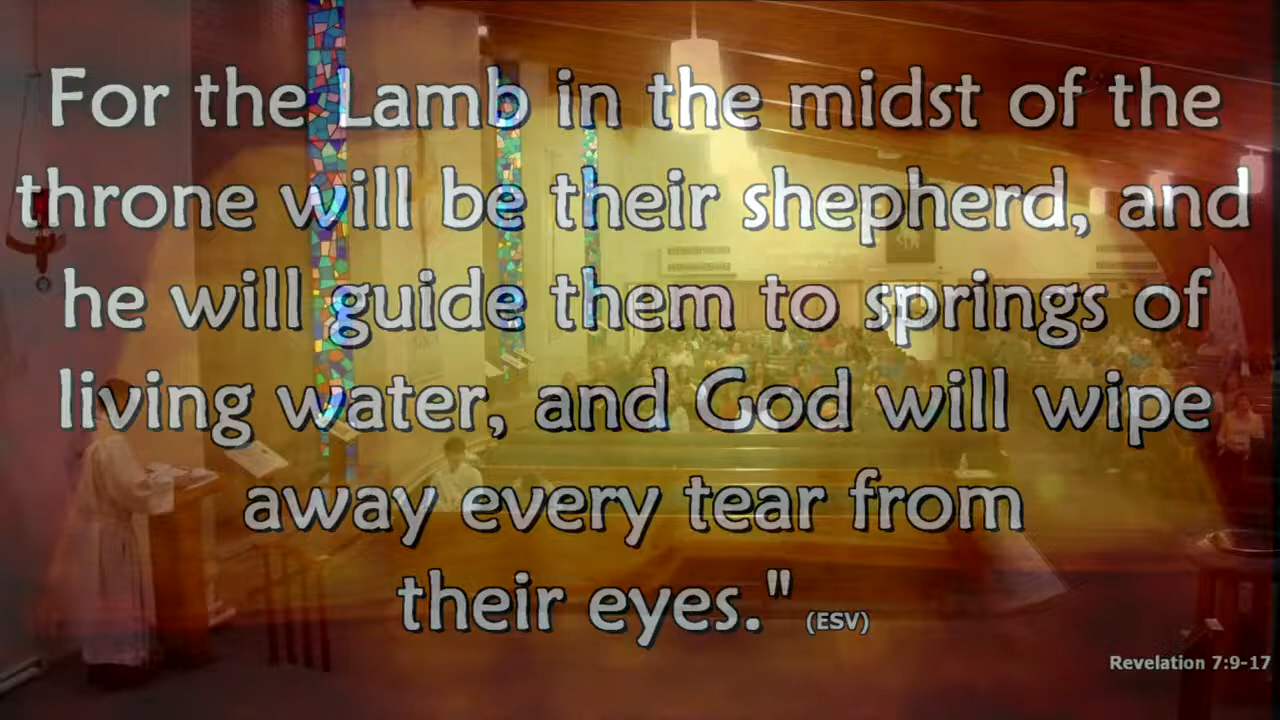 For the Lamb in the midst of the
throne will be their shepherd, and
he will guide them to springs of
living water, and God will wipe
away every tear from
their eyes." (ESV)
Revelation 7:9-17